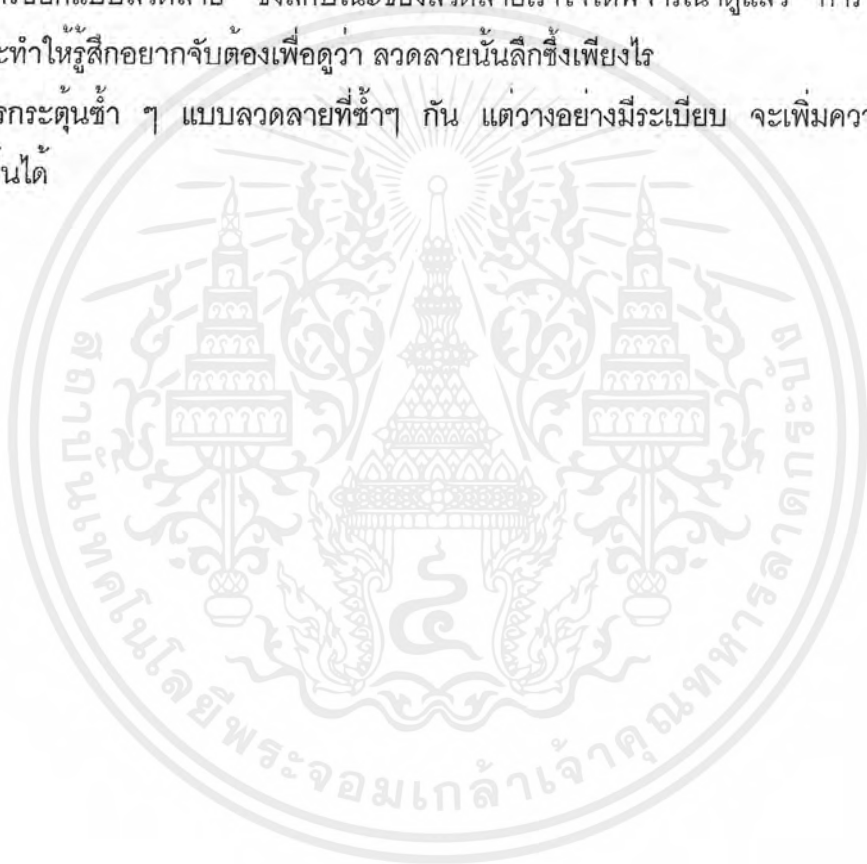 ะทำให้รู้สึกอยากจับต้องเพื่อดูว่า ลวดลายนั้นลึกซึ้งเพียงไร
รกระตุ้นซ้ำ ๆ แบบลวดลายที่ซ้ำๆ กัน แต่วางอย่างมีระเบียบ จะเพิ่มควา
นได้
สถาบันเทคโนโลยีพระจอมเกล้าเจ้าคุณทหารลาดกระบัง
๔